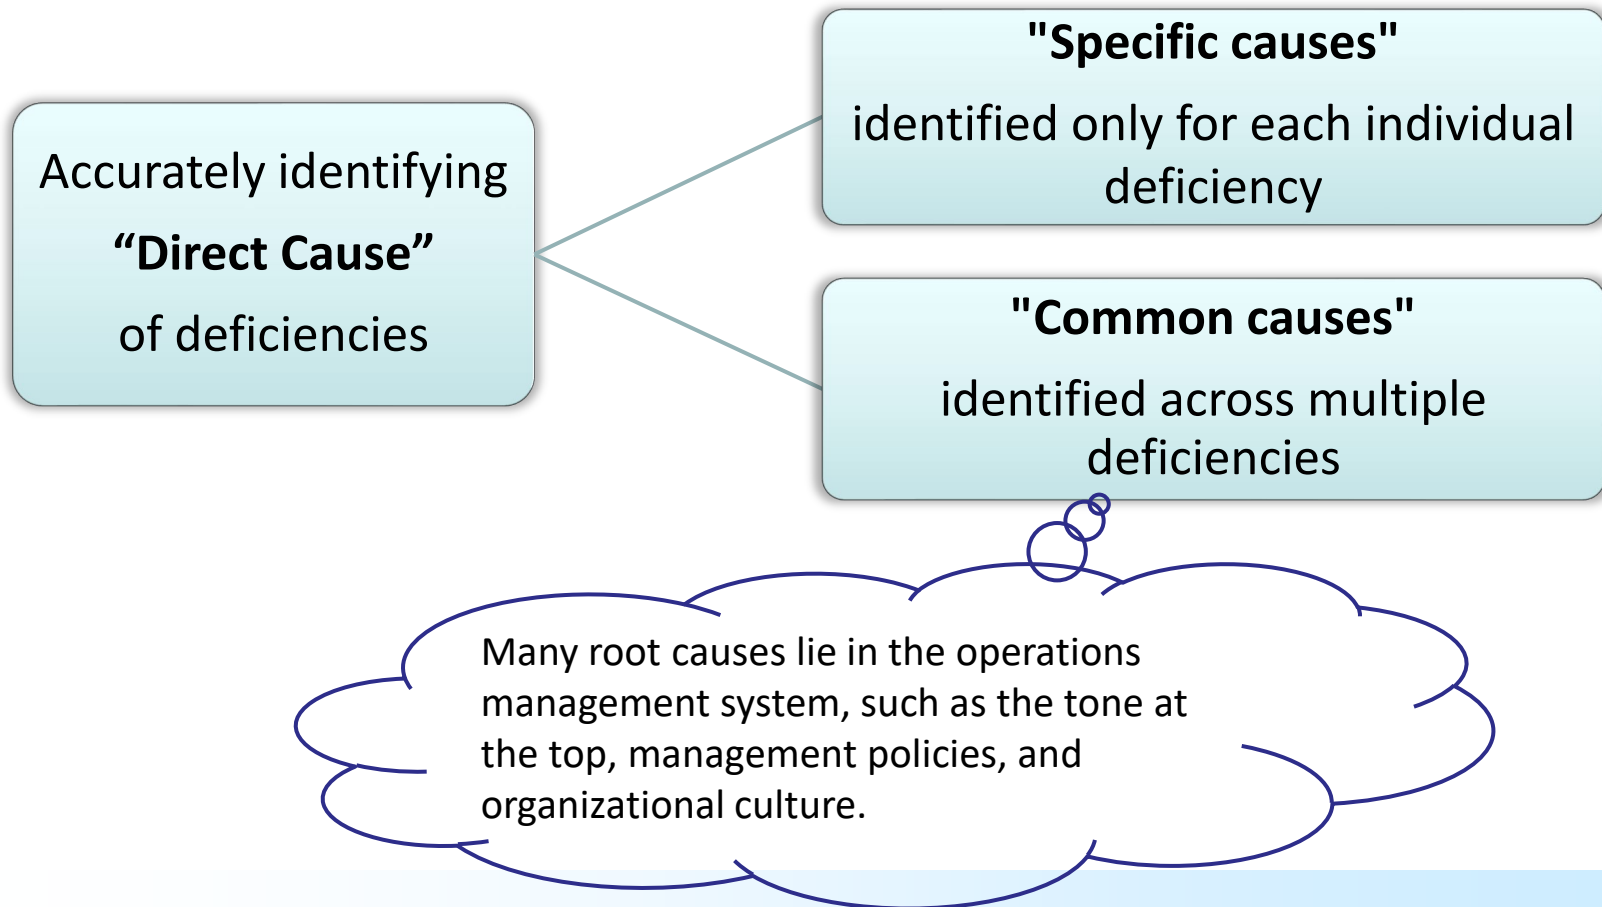 Accurately identifying
“Direct Cause”
of deficiencies
"Specific causes"
identified only for each individual
deficiency
"Common causes"
identified across multiple
deficiencies
Many root causes lie in the operations
management system, such as the tone at
the top, management policies, and
organizational culture.